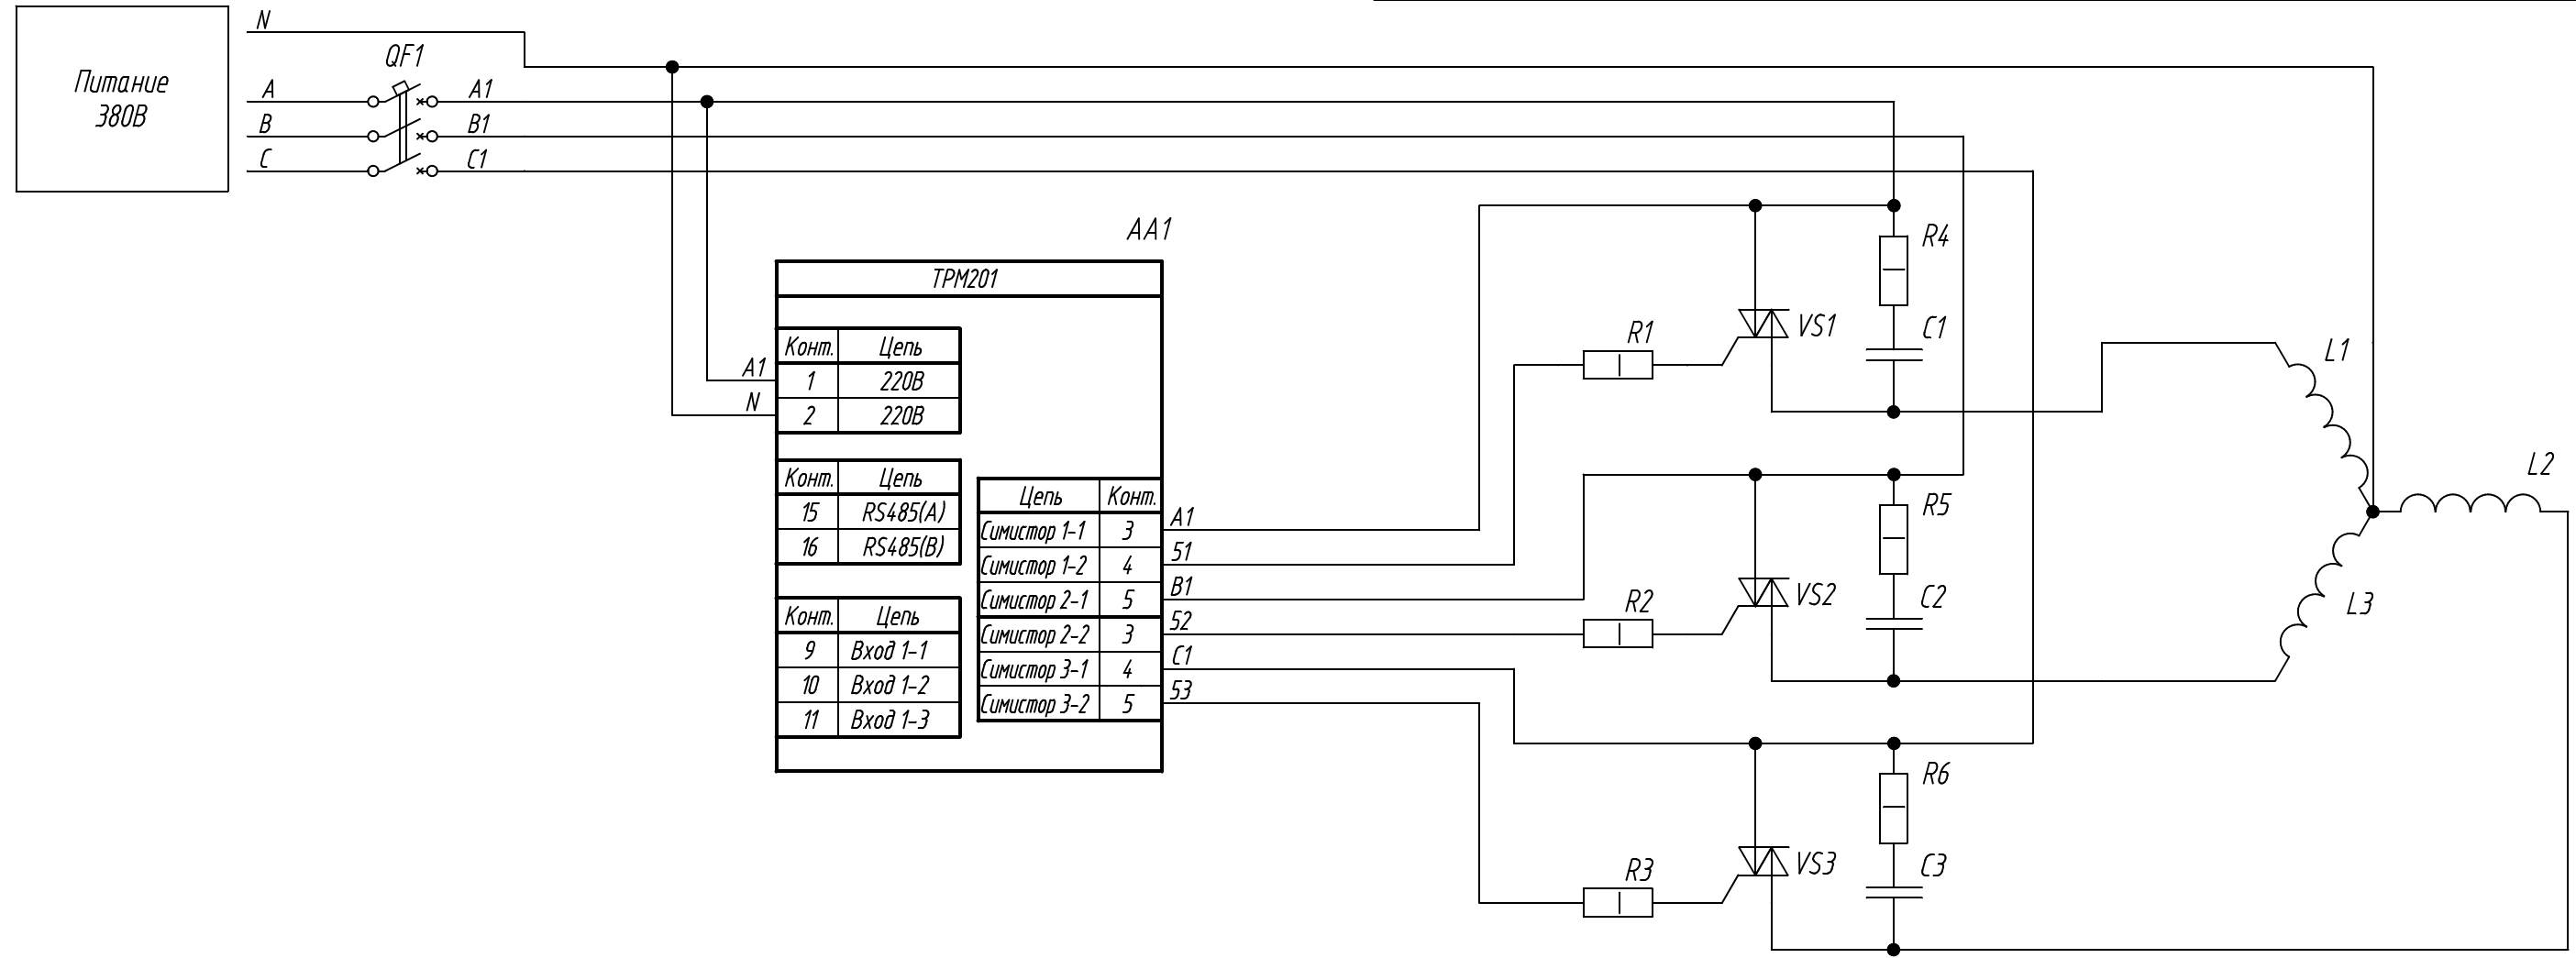 N
QF1
Питание
380В
A
A1
B
B1
C
C1
AA1
ТРМ201
Конт. Цепь
A1
1 220В
N
2 220В
Конт. Цепь
15 RS485(A)
16 RS485(B)
Конт. Цепь
9 Вход 1-1
10 Вход 1-2
11 Вход 1-3
Цепь Конт.
Симистор 1-1 3
A1
Симистор 1-2 4
51
Симистор 2-1 5
B1
Симистор 2-2 3
52
Симистор 3-1 4
C1
Симистор 3-2 5
53
R4
R1
VS1
C1
L1
L2
R5
R2
VS2
C2
L3
R6
R3
VS3
C3